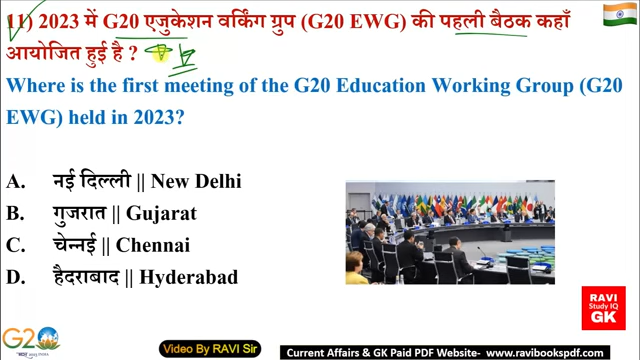 11) 2023 में G20 एजुकेशन वर्किंग ग्रुप (G20 EWG) की पहली बैठक कहाँ
आयोजित हुई है ?
Where is the first meeting of the G20 Education Working Group (G20
EWG) held in 2023?
A. नई दिल्ली || New Delhi
B. गुजरात || Gujarat
C. चेन्नई || Chennai
D. हैदराबाद || Hyderabad
RAVI
Study IQ
GK
G20
Video By RAVI Sir
Current Affairs & GK Paid PDF Website- www.ravibookspdf.com